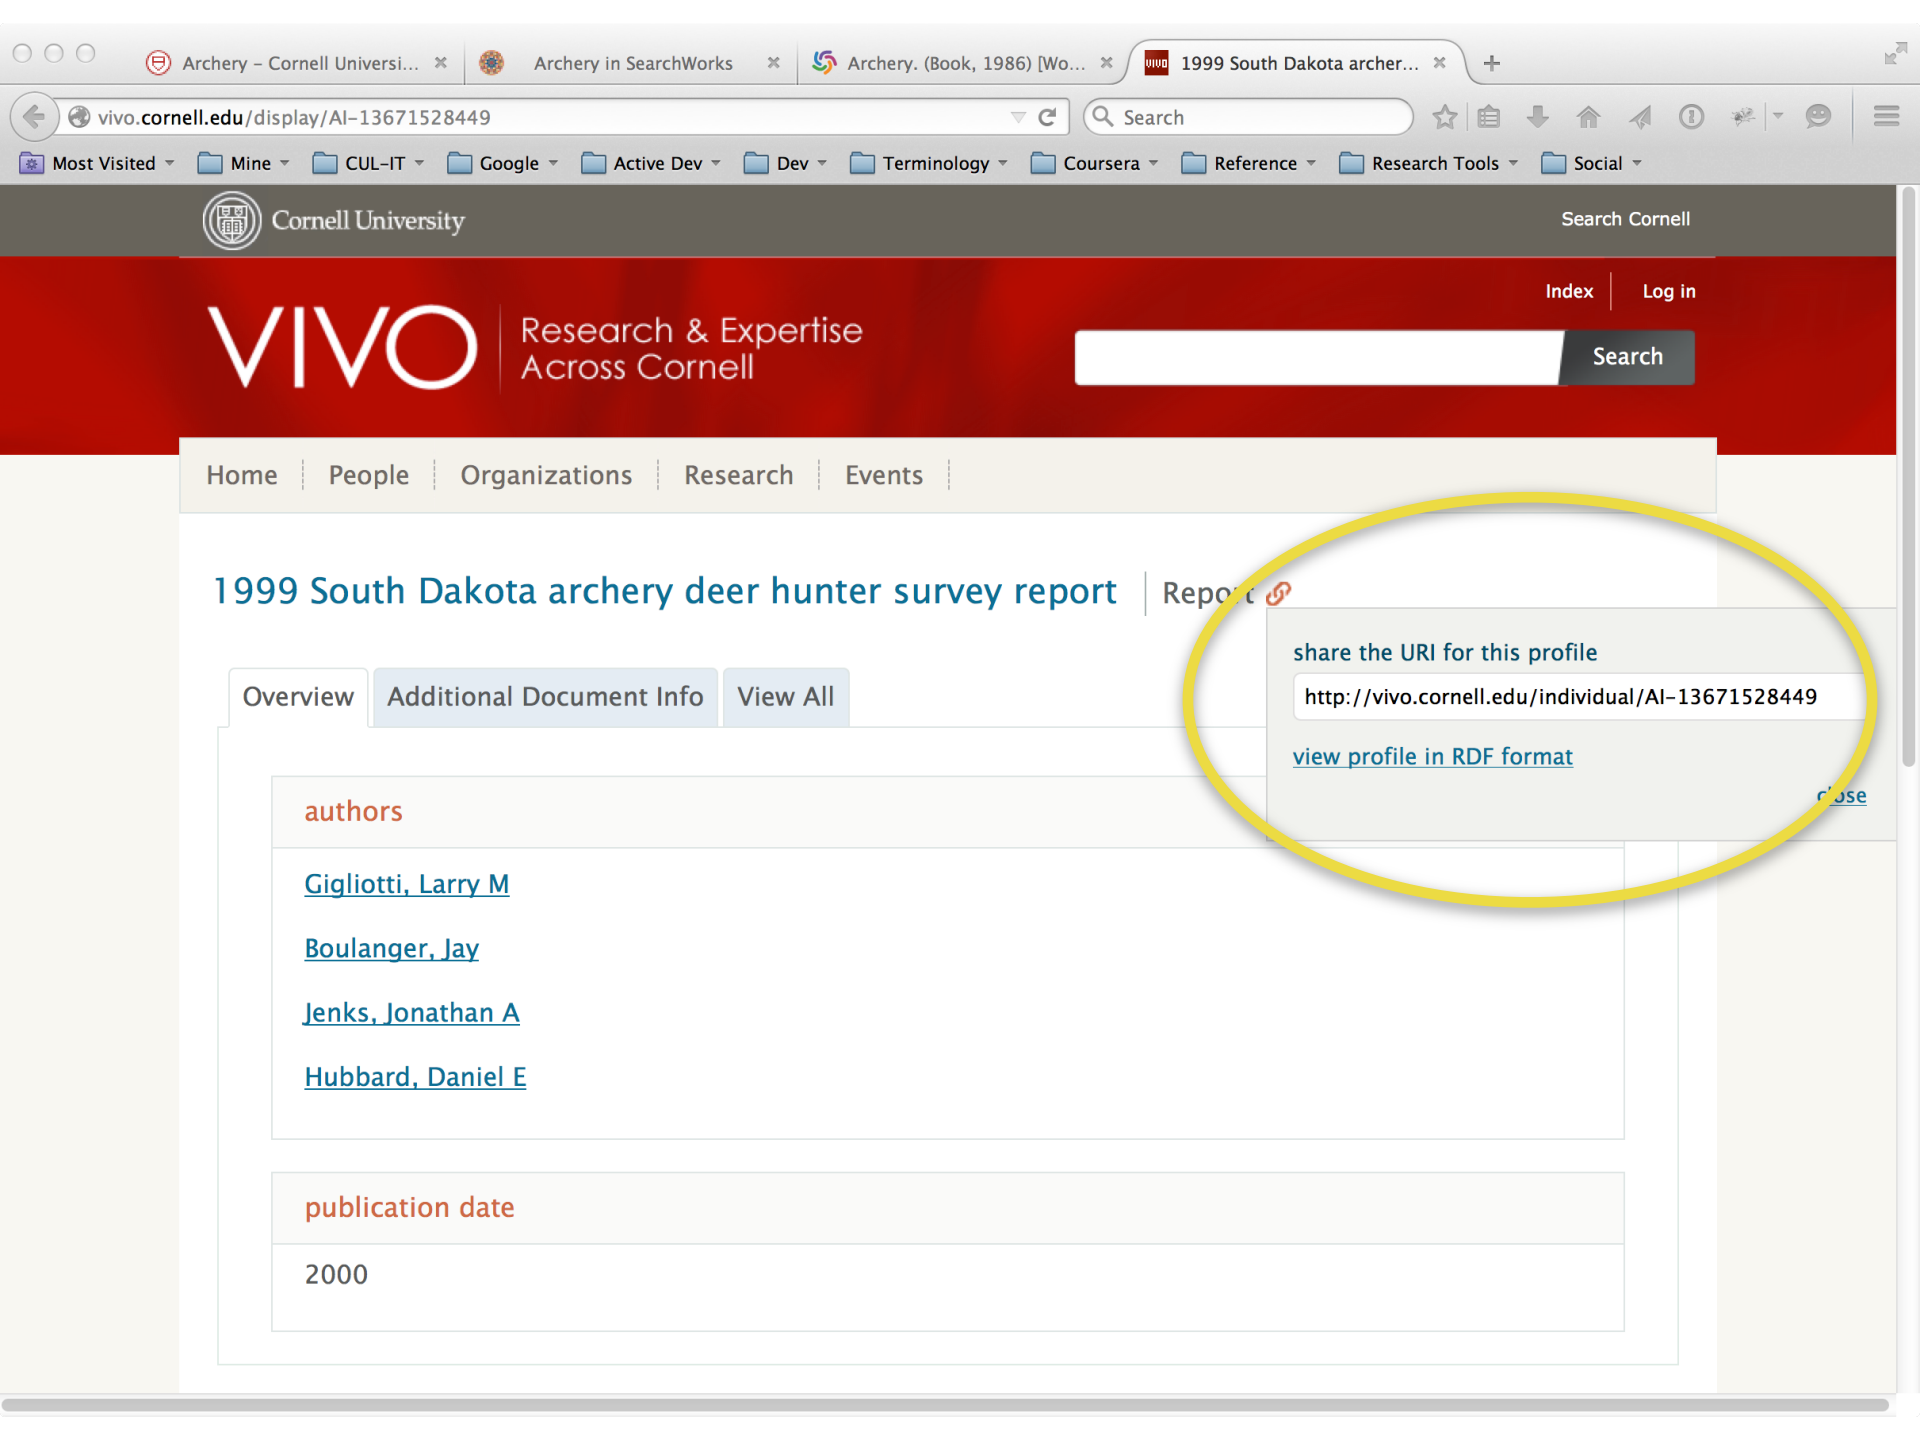 Archery – Cornell Universi...
Archery in SearchWorks
Archery. (Book, 1986) [Wo...
VIVO
1999 South Dakota archer...
vivo.cornell.edu/display/AI-13671528449
Search
Most Visited
Mine
CUL-IT
Google
Active Dev
Dev
Terminology
Coursera
Reference
Research Tools
Social
Cornell University
Search Cornell
Index
Log in
VIVO
Research & Expertise
Across Cornell
Search
Home
People
Organizations
Research
Events
1999 South Dakota archery deer hunter survey report
Report
share the URI for this profile
http://vivo.cornell.edu/individual/AI-13671528449
view profile in RDF format
close
Overview
Additional Document Info
View All
authors
Gigliotti, Larry M
Boulanger, Jay
Jenks, Jonathan A
Hubbard, Daniel E
publication date
2000